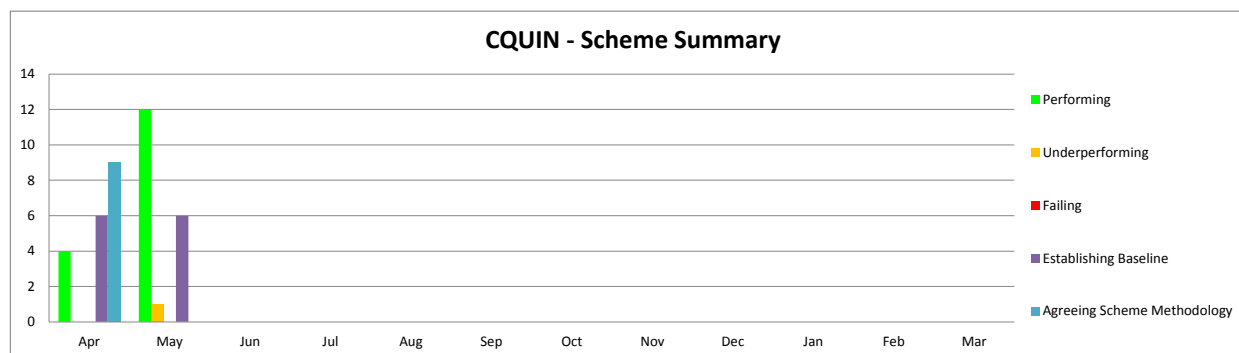 CQUIN - Scheme Summary
14
12
10
8
6
4
2
0
Apr May Jun Jul Aug Sep Oct Nov Dec Jan Feb Mar
Performing
Underperforming
Failing
Establishing Baseline
Agreeing Scheme Methodology